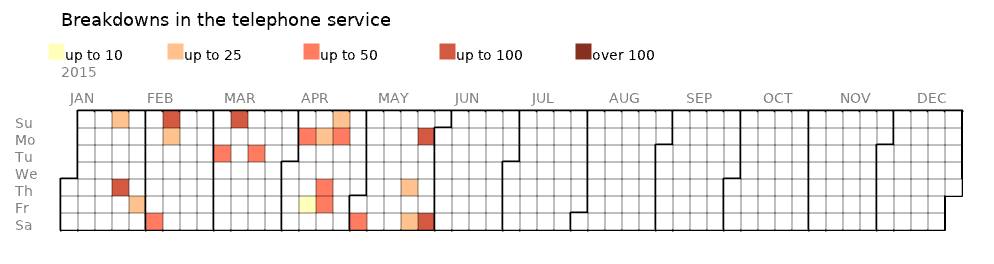 Breakdowns in the telephone service
up to 10 up to 25 up to 50 up to 100 over 100
2015
JAN FEB MAR APR MAY JUN JUL AUG SEP OCT NOV DEC
Su
Mo
Tu
We
Th
Fr
Sa